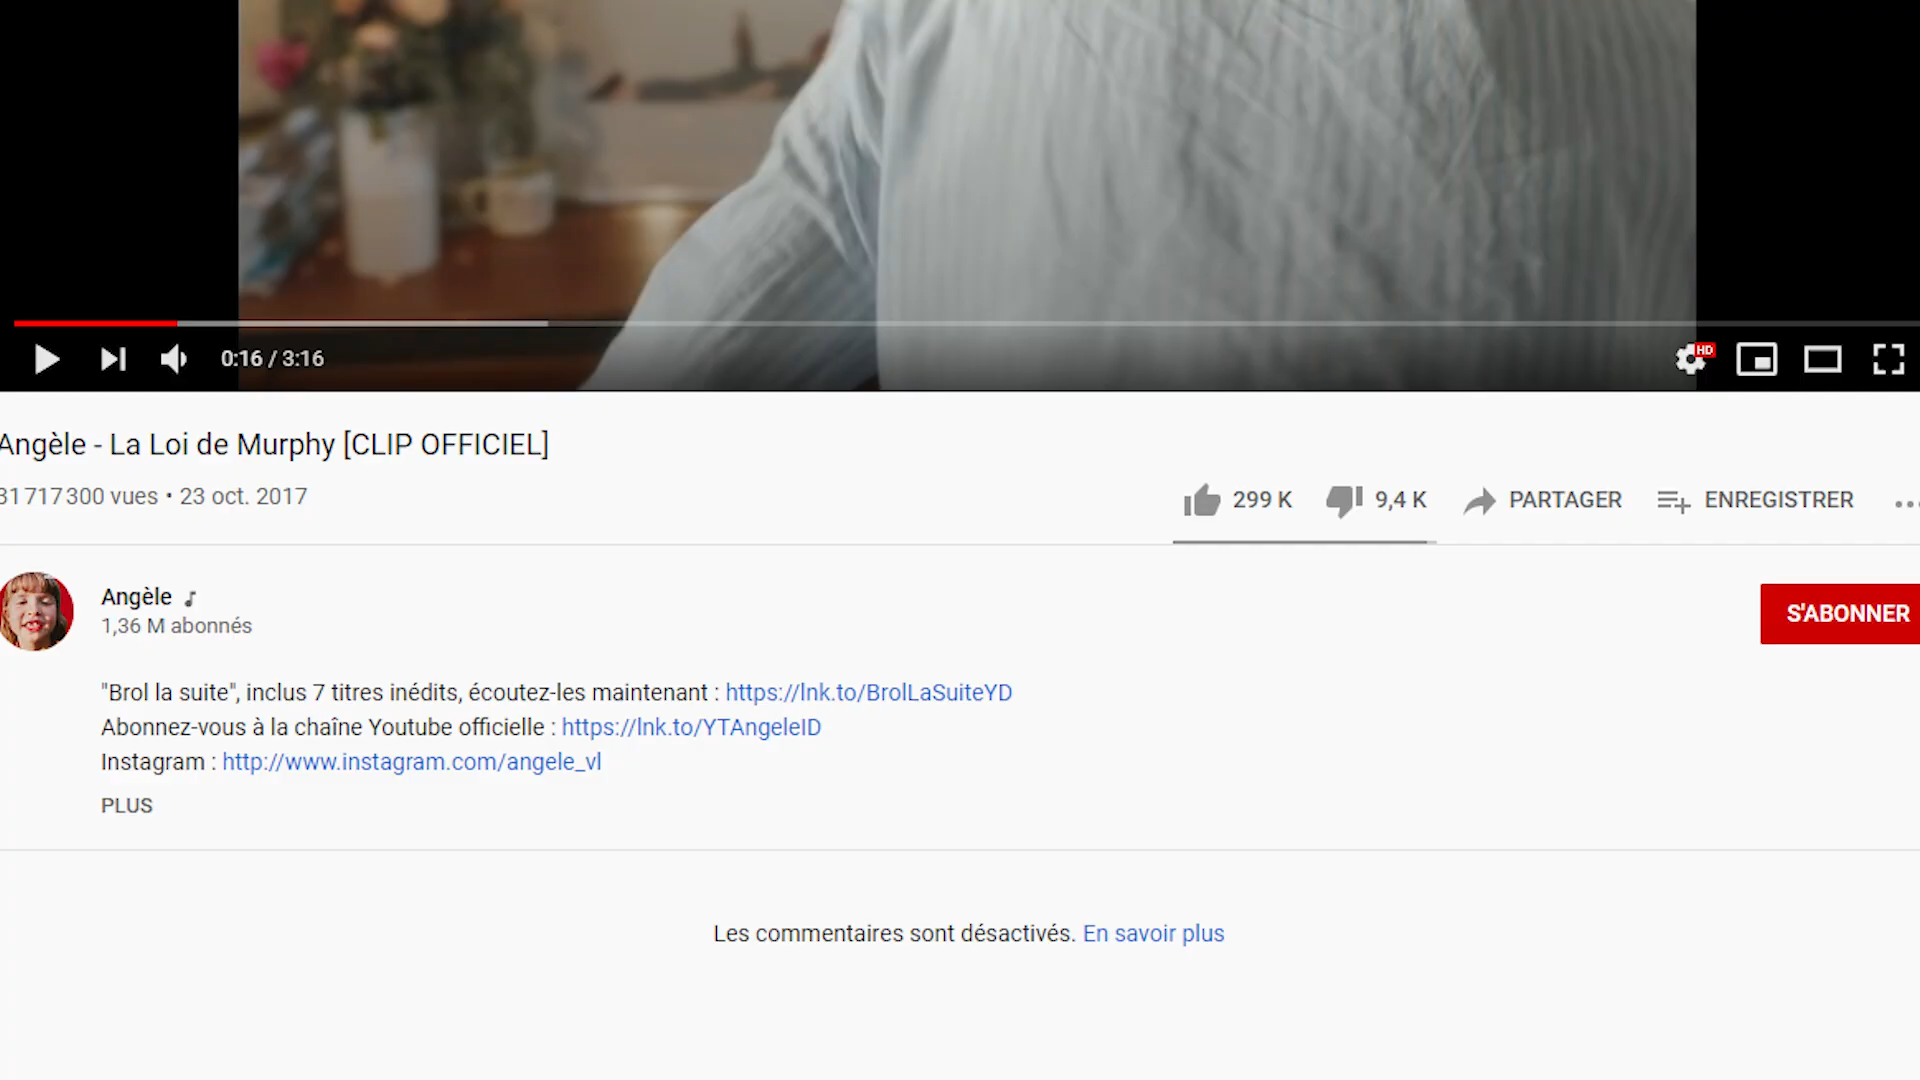 0:16 / 3:16
HD
Angèle - La Loi de Murphy [CLIP OFFICIEL]
31 717 300 vues • 23 oct. 2017
299 K
9,4 K
PARTAGER
ENREGISTRER
Angèle
1,36 M abonnés
S'ABONNER
"Brol la suite", inclus 7 titres inédits, écoutez-les maintenant : https://lnk.to/BrolLaSuiteYD
Abonnez-vous à la chaîne Youtube officielle : https://lnk.to/YTAngeleID
Instagram : http://www.instagram.com/angele_vl
PLUS
Les commentaires sont désactivés. En savoir plus